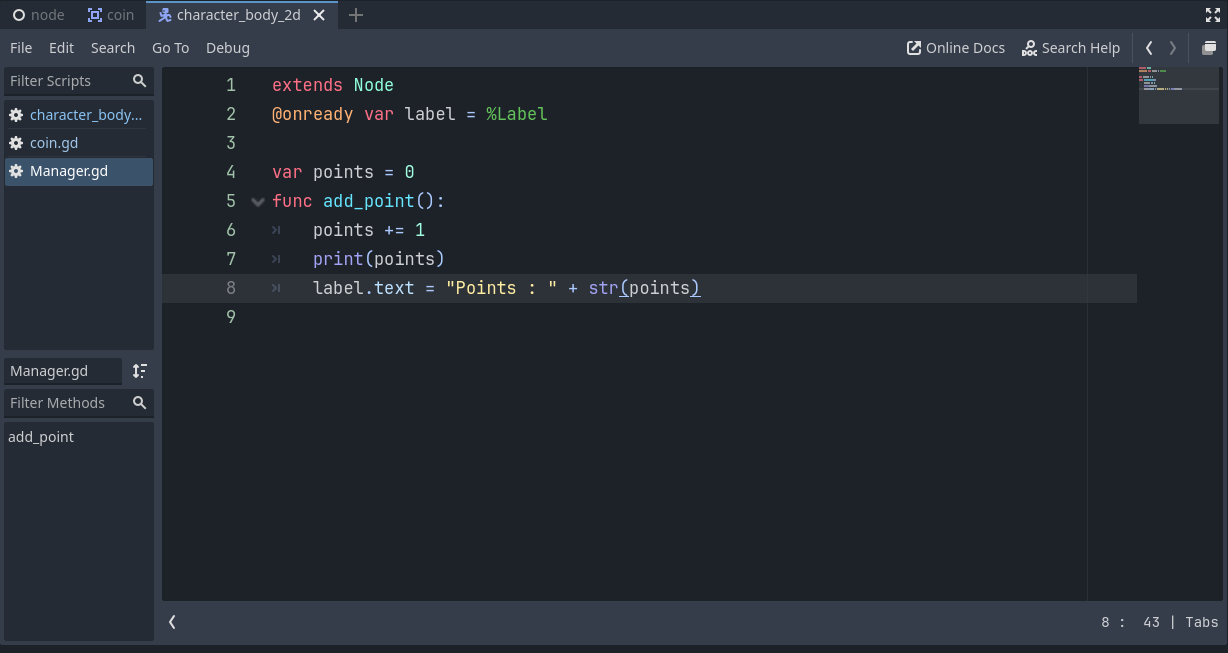 node coin character_body_2d
File Edit Search Go To Debug Online Docs Search Help
Filter Scripts
character_body...
coin.gd
Manager.gd
Manager.gd
Filter Methods
add_point
1 extends Node
2 @onready var label = %Label
3
4 var points = 0
5 func add_point():
6 points += 1
7 print(points)
8 label.text = "Points : " + str(points)
9
8 : 43 | Tabs